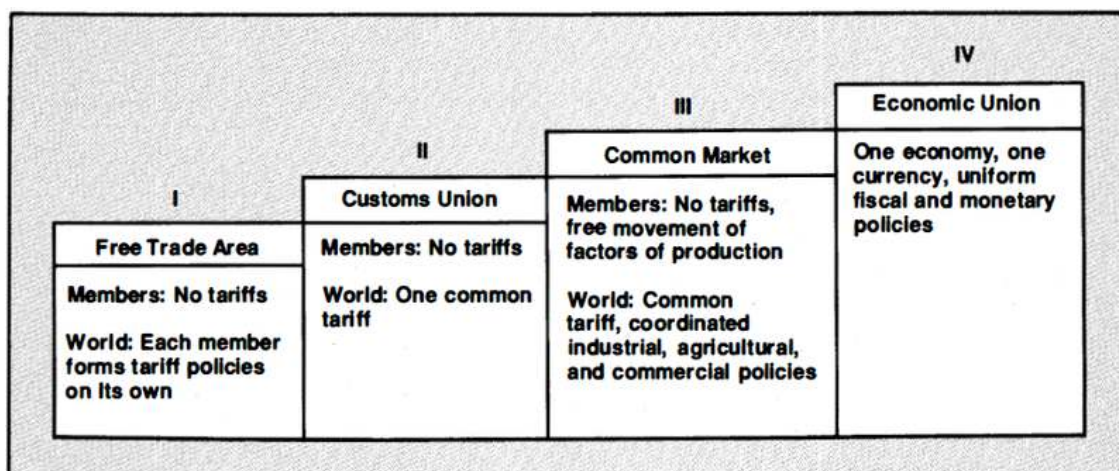 I
Free Trade Area
Members: No tariffs
World: Each member
forms tariff policies
on Its own
II
Customs Union
Members: No tariffs
World: One common
tariff
III
Common Market
Members: No tariffs,
free movement of
factors of production
World: Common
tariff, coordinated
industrial, agricultural,
and commercial policies
IV
Economic Union
One economy, one
currency, uniform
fiscal and monetary
policies